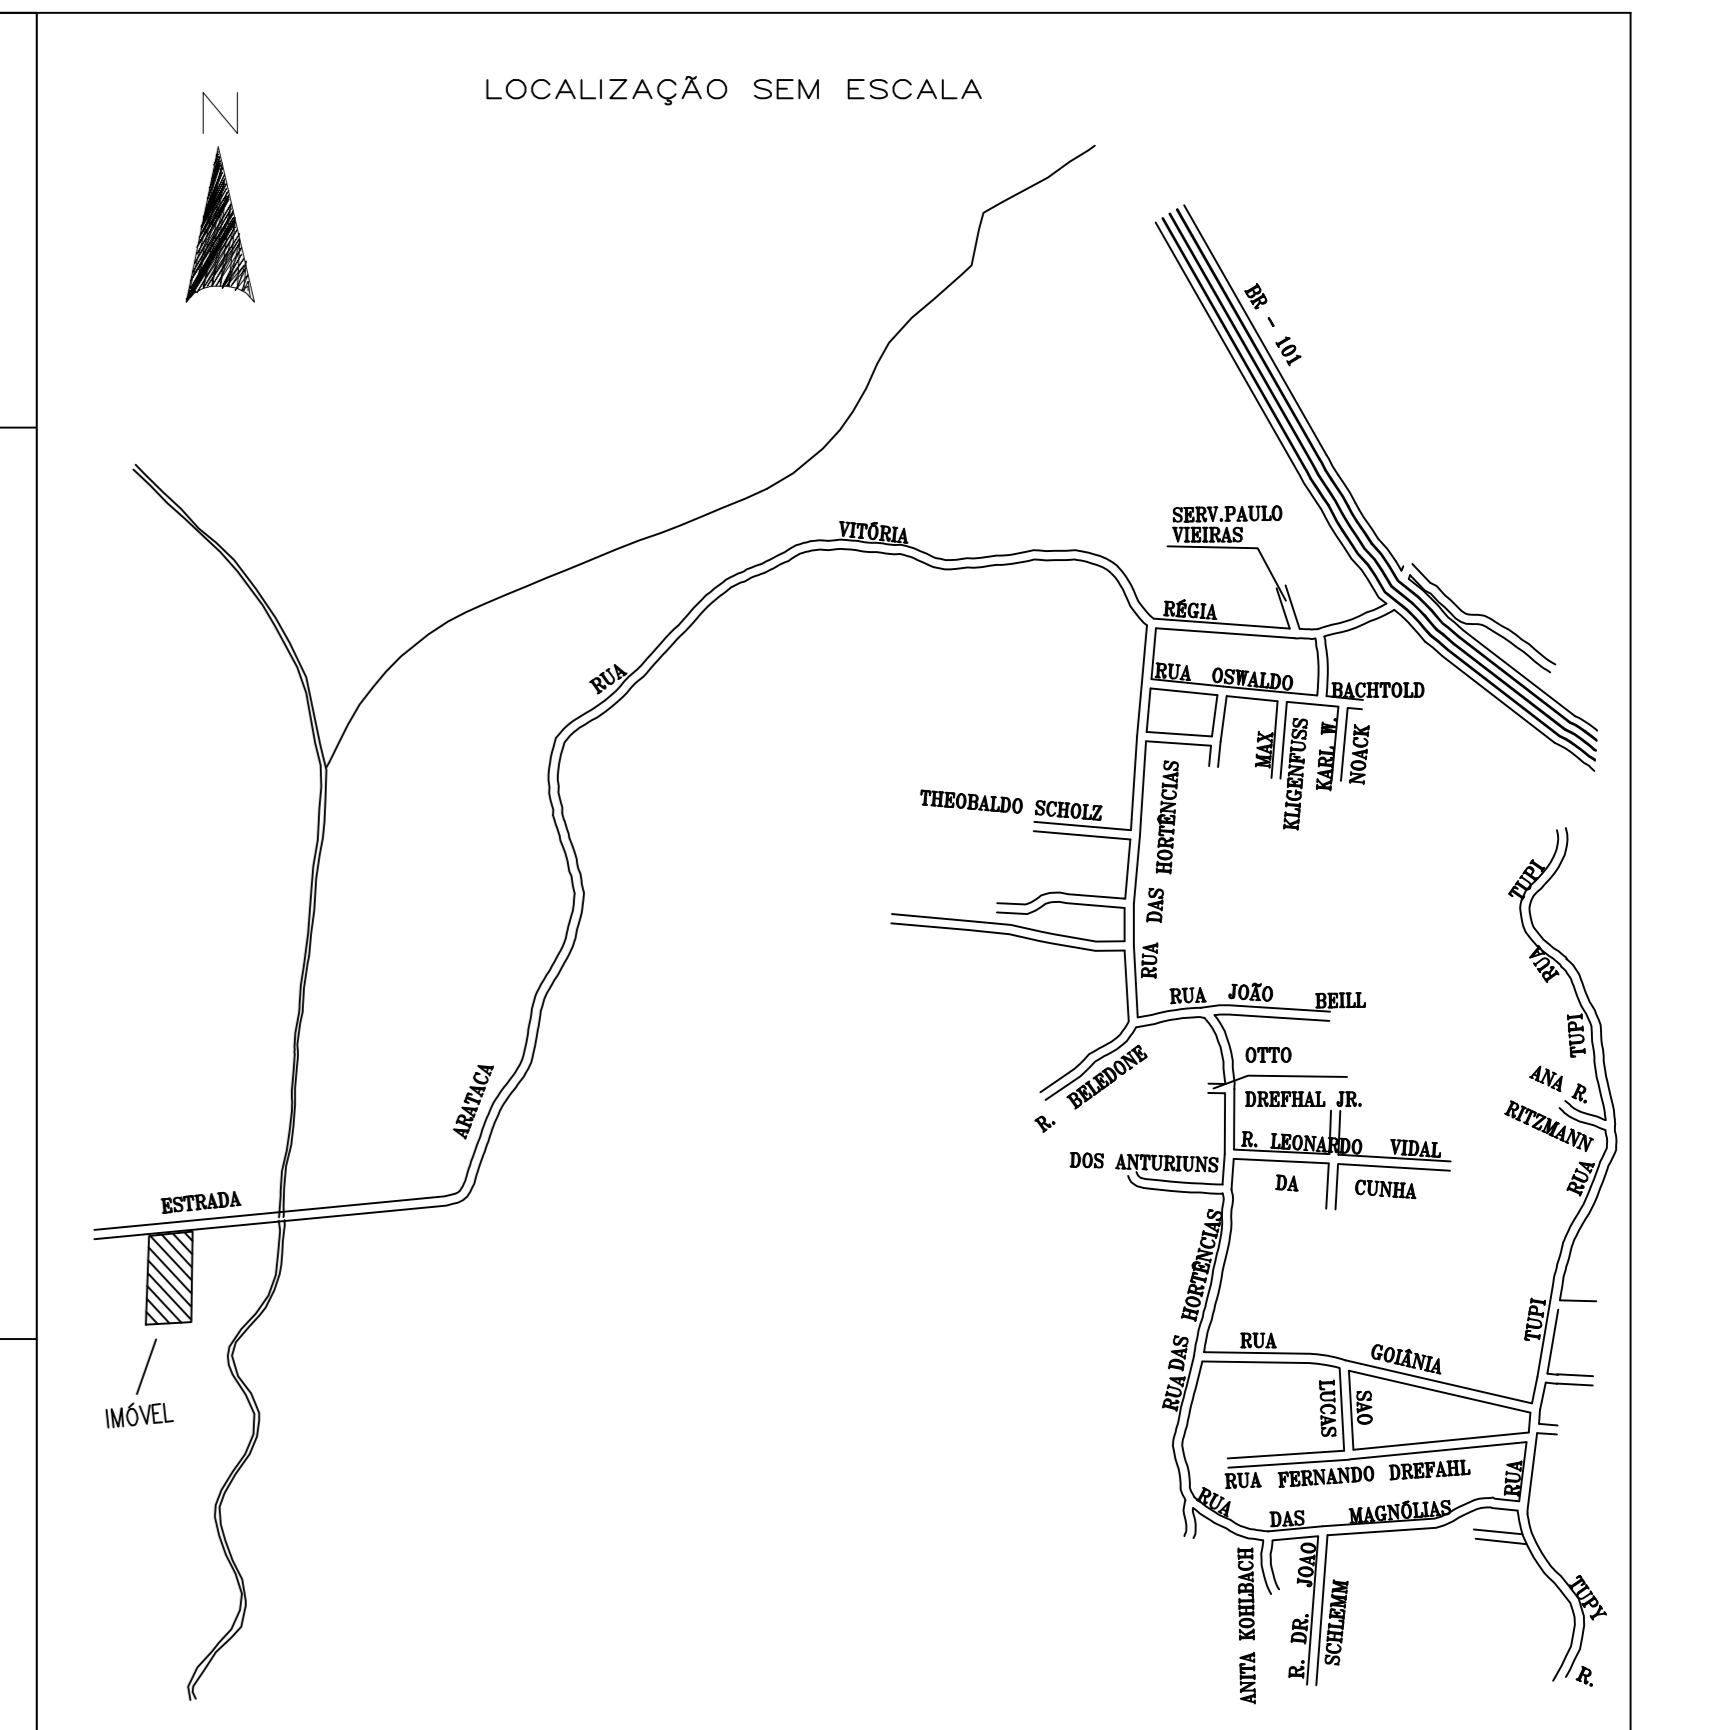 LOCALIZAÇÃO SEM ESCALA
N
BR - 101
SERV.PAULO
VIEIRAS
VITÓRIA
RÉGIA
RUA
RUA OSWALDO BACHTOLD
MAX
KLIGENFUSS
KARL W.
NOACK
THEOBALDO SCHOLZ
RUA DAS HORTÊNCIAS
TUPI
RUA
TUPI
RUA JOÃO BEILL
R. BELEDONE
OTTO
DREFHAL JR.
ANA R.
RITZMANN
ARATACA
R. LEONARDO VIDAL
DA CUNHA
DOS ANTURIUNS
RUA
ESTRADA
RUA DAS HORTÊNCIAS
TUPI
RUA GOIÂNIA
LUCAS
SAO
IMÓVEL
RUA FERNANDO DREFAHL
RUA
RUA DAS MAGNÓLIAS
ANITA KOHLBACH
R. DR. JOAO
SCHLEMM
TUPY
R.